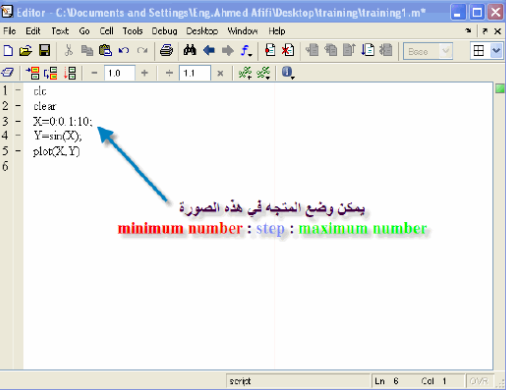 Editor - C:\Documents and Settings\Eng.Ahmed Afifi\Desktop\training\training1.m*
File Edit Text Go Cell Tools Debug Desktop Window Help
Base
- 1.0 + ÷ 1.1 ×
1 - clc
2 - clear
3 - X=0:0.1:10;
4 - Y=sin(X);
5 - plot(X,Y)
6
يمكن وضع المتجه في هذه الصورة
minimum number : step : maximum number
script Ln 6 Col 1 OVR